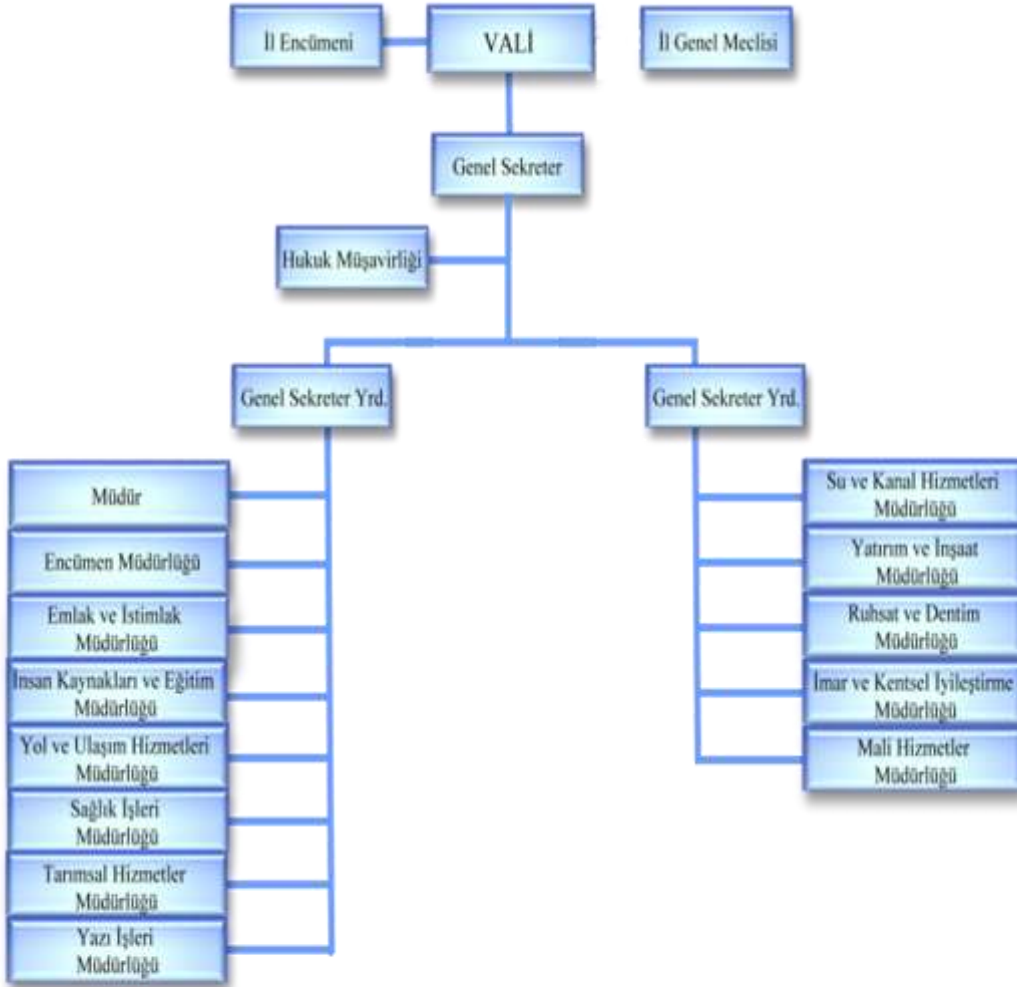 İl Encümeni
VALİ
İl Genel Meclisi
Genel Sekreter
Hukuk Müşavirliği
Genel Sekreter Yrd.
Genel Sekreter Yrd.
Müdür
Encümen Müdürlüğü
Emlak ve İstimlak
Müdürlüğü
İnsan Kaynakları ve Eğitim
Müdürlüğü
Yol ve Ulaşım Hizmetleri
Müdürlüğü
Sağlık İşleri
Müdürlüğü
Tarımsal Hizmetler
Müdürlüğü
Yazı İşleri
Müdürlüğü
Su ve Kanal Hizmetleri
Müdürlüğü
Yatırım ve İnşaat
Müdürlüğü
Ruhsat ve Dentim
Müdürlüğü
İmar ve Kentsel İyileştirme
Müdürlüğü
Mali Hizmetler
Müdürlüğü